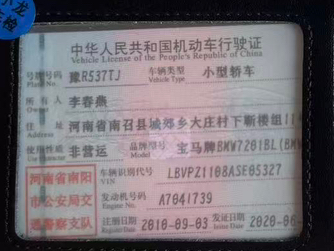 中华人民共和国机动车行驶证
Vehicle License of the People's Republic of China
号牌号码 豫R537TJ 车辆类型 小型轿车
Plate No. Vehicle Type
所有人 李春燕
Owner
住址 河南省南召县城郊乡大庄村下靳楼组11
Address
使用性质 非营运 品牌型号 宝马牌BMW7201BL(BMW
Use Character Model
河南省南阳 车辆识别代号 LBVPZ1108ASE05327
VIN
市公安局交 发动机号码 A7041739
Engine No.
通警察支队 注册日期 2010-09-03 发证日期 2020-06
Register Date Issue Date